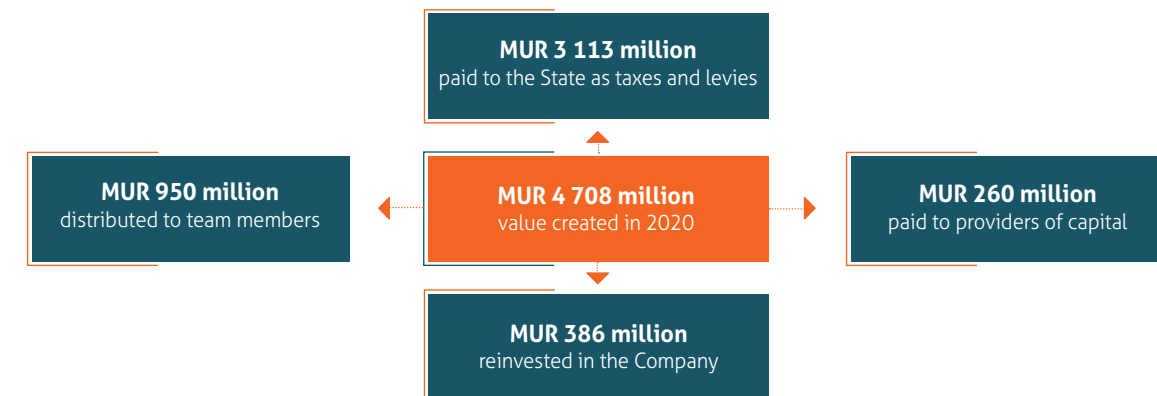 MUR 3 113 million
paid to the State as taxes and levies
MUR 950 million
distributed to team members
MUR 4 708 million
value created in 2020
MUR 260 million
paid to providers of capital
MUR 386 million
reinvested in the Company